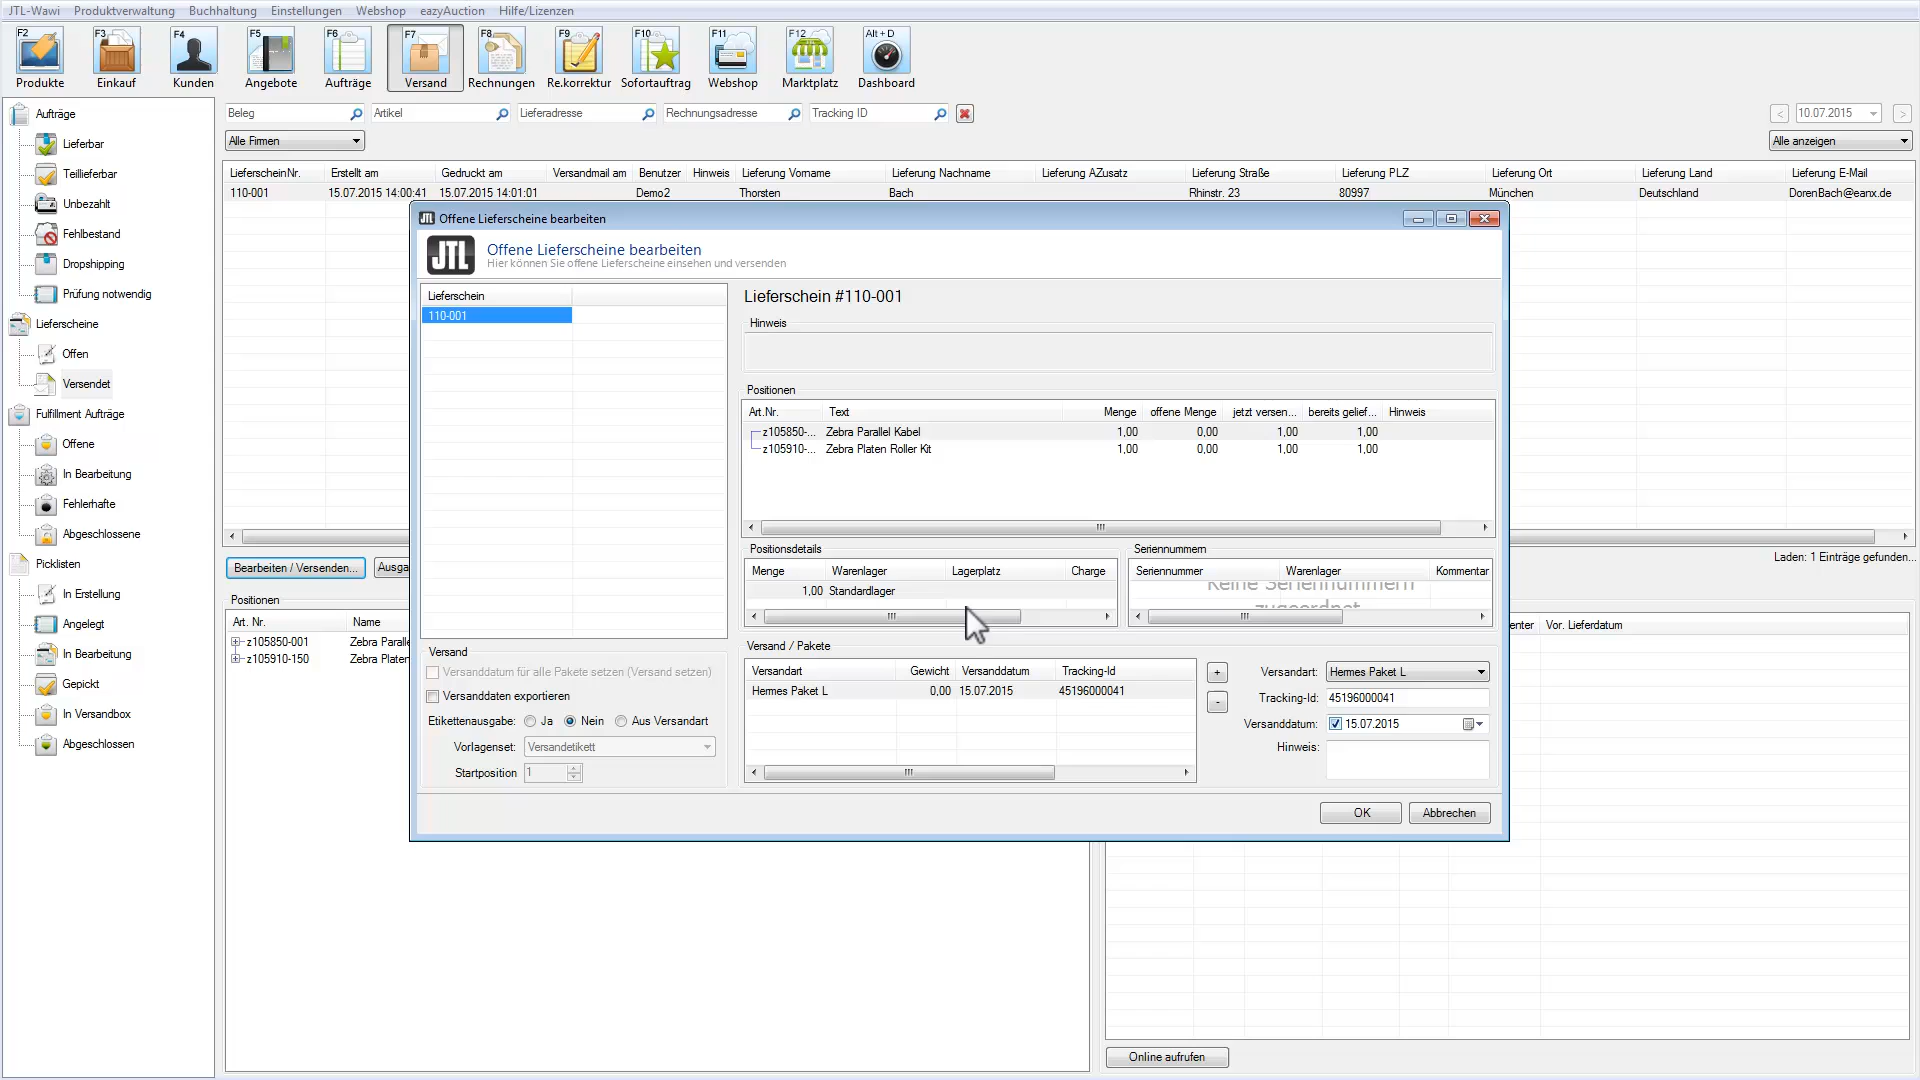 JTL-Wawi Produktverwaltung Buchhaltung Einstellungen Webshop eazyAuction Hilfe/Lizenzen
F2 F3 F4 F5 F6 F7 F8 F9 F10 F11 F12 Alt + D
Produkte Einkauf Kunden Angebote Aufträge Versand Rechnungen Re.korrektur Sofortauftrag Webshop Marktplatz Dashboard
Aufträge
Lieferbar
Teillieferbar
Unbezahlt
Fehlbestand
Dropshipping
Prüfung notwendig
Lieferscheine
Offen
Versendet
Fulfillment Aufträge
Offene
In Bearbeitung
Fehlerhafte
Abgeschlossene
Picklisten
In Erstellung
Angelegt
In Bearbeitung
Gepickt
In Versandbox
Abgeschlossen
Beleg Artikel Lieferadresse Rechnungsadresse Tracking ID < 10.07.2015 >
Alle Firmen Alle anzeigen
LieferscheinNr. Erstellt am Gedruckt am Versandmail am Benutzer Hinweis Lieferung Vorname Lieferung Nachname Lieferung AZusatz Lieferung Straße Lieferung PLZ Lieferung Ort Lieferung Land Lieferung E-Mail
110-001 15.07.2015 14:00:41 15.07.2015 14:01:01 Demo2 Thorsten Bach Rhinstr. 23 80997 München Deutschland DorenBach@eanx.de
Laden: 1 Einträge gefunden...
Bearbeiten / Versenden... Ausga
Positionen
Art. Nr. Name
z105850-001 Zebra Paralle
z105910-150 Zebra Platen
enter Vor. Lieferdatum
Online aufrufen
JTL Offene Lieferscheine bearbeiten
JTL
Offene Lieferscheine bearbeiten
Hier können Sie offene Lieferscheine einsehen und versenden
Lieferschein
110-001
Lieferschein #110-001
Hinweis
Positionen
Art.Nr. Text Menge offene Menge jetzt versen... bereits gelief... Hinweis
z105850-... Zebra Parallel Kabel 1,00 0,00 1,00 1,00
z105910-... Zebra Platen Roller Kit 1,00 0,00 1,00 1,00
Positionsdetails
Menge Warenlager Lagerplatz Charge
1,00 Standardlager
Seriennummern
Seriennummer Warenlager Kommentar
Keine Seriennummern
zugeordnet
Versand
Versanddatum für alle Pakete setzen (Versand setzen)
Versanddaten exportieren
Etikettenausgabe: Ja Nein Aus Versandart
Vorlagenset: Versandetikett
Startposition 1
Versand / Pakete
Versandart Gewicht Versanddatum Tracking-Id
Hermes Paket L 0,00 15.07.2015 45196000041
+
-
Versandart: Hermes Paket L
Tracking-Id: 45196000041
Versanddatum: 15.07.2015
Hinweis:
OK Abbrechen